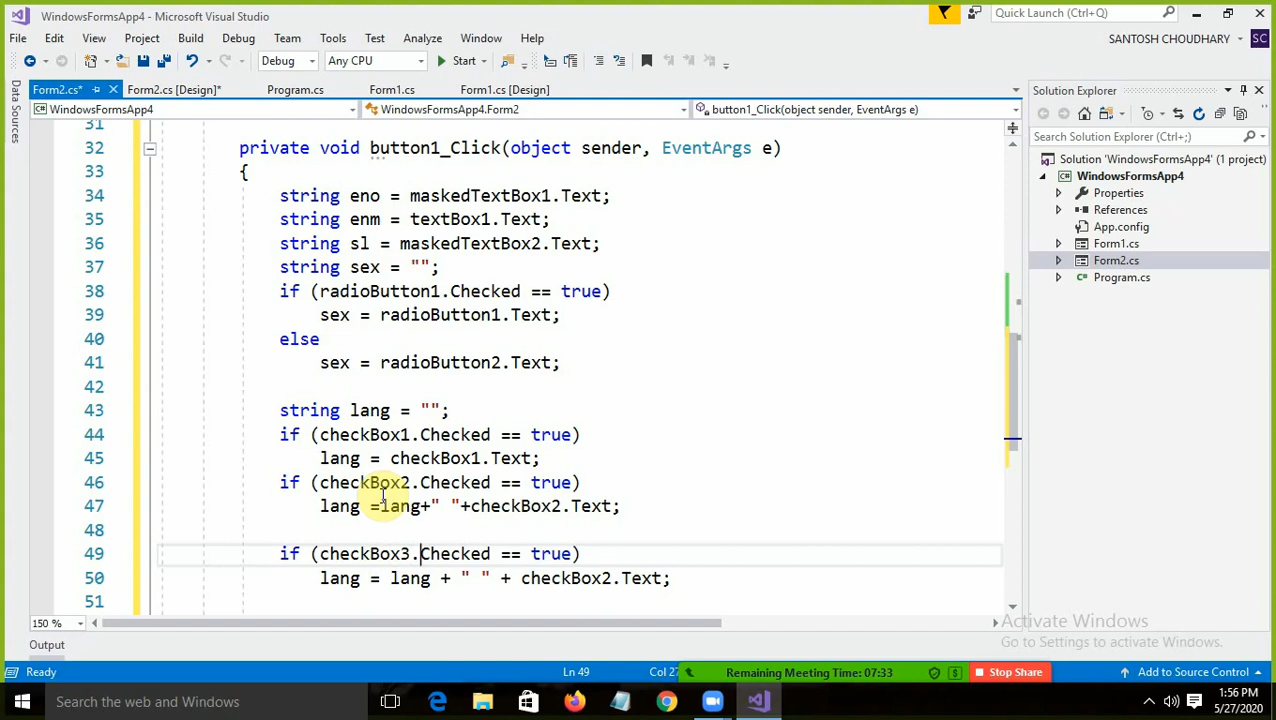 WindowsFormsApp4 - Microsoft Visual Studio
Quick Launch (Ctrl+Q)
File Edit View Project Build Debug Team Tools Test Analyze Window Help
SANTOSH CHOUDHARY SC
Debug Any CPU Start
Data Sources
Form2.cs* Form2.cs [Design]* Program.cs Form1.cs Form1.cs [Design]
WindowsFormsApp4 WindowsFormsApp4.Form2 button1_Click(object sender, EventArgs e)
31
32 private void button1_Click(object sender, EventArgs e)
33 {
34 string eno = maskedTextBox1.Text;
35 string enm = textBox1.Text;
36 string sl = maskedTextBox2.Text;
37 string sex = "";
38 if (radioButton1.Checked == true)
39 sex = radioButton1.Text;
40 else
41 sex = radioButton2.Text;
42
43 string lang = "";
44 if (checkBox1.Checked == true)
45 lang = checkBox1.Text;
46 if (checkBox2.Checked == true)
47 lang =lang+" "+checkBox2.Text;
48
49 if (checkBox3.Checked == true)
50 lang = lang + " " + checkBox2.Text;
51
150 %
Solution Explorer
Search Solution Explorer (Ctrl+;)
Solution 'WindowsFormsApp4' (1 project)
WindowsFormsApp4
Properties
References
App.config
Form1.cs
Form2.cs
Program.cs
Activate Windows
Go to Settings to activate Windows.
Output
Ready Ln 49 Col 27 Remaining Meeting Time: 07:33 Stop Share Add to Source Control
Search the web and Windows
1:56 PM
5/27/2020